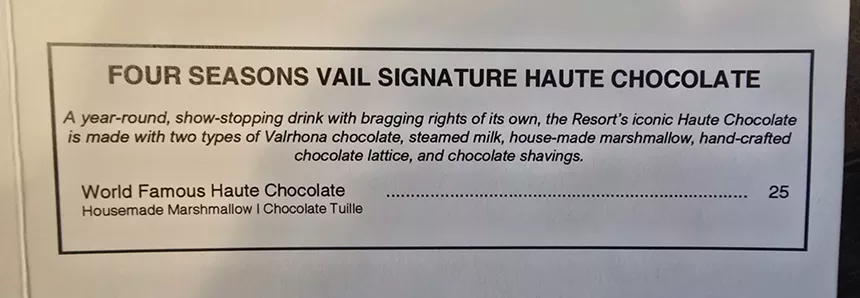 FOUR SEASONS VAIL SIGNATURE HAUTE CHOCOLATE
A year-round, show-stopping drink with bragging rights of its own, the Resort's iconic Haute Chocolate
is made with two types of Valrhona chocolate, steamed milk, house-made marshmallow, hand-crafted
chocolate lattice, and chocolate shavings.
World Famous Haute Chocolate ........................................................................................ 25
Housemade Marshmallow | Chocolate Tuille